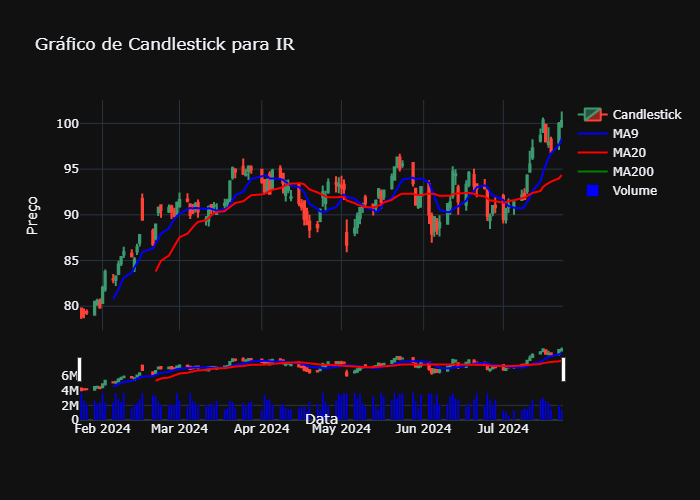 Gráfico de Candlestick para IR
Candlestick
MA9
MA20
MA200
Volume
Preço
100
95
90
85
80
6M
4M
2M
0
Data
Feb 2024
Mar 2024
Apr 2024
May 2024
Jun 2024
Jul 2024